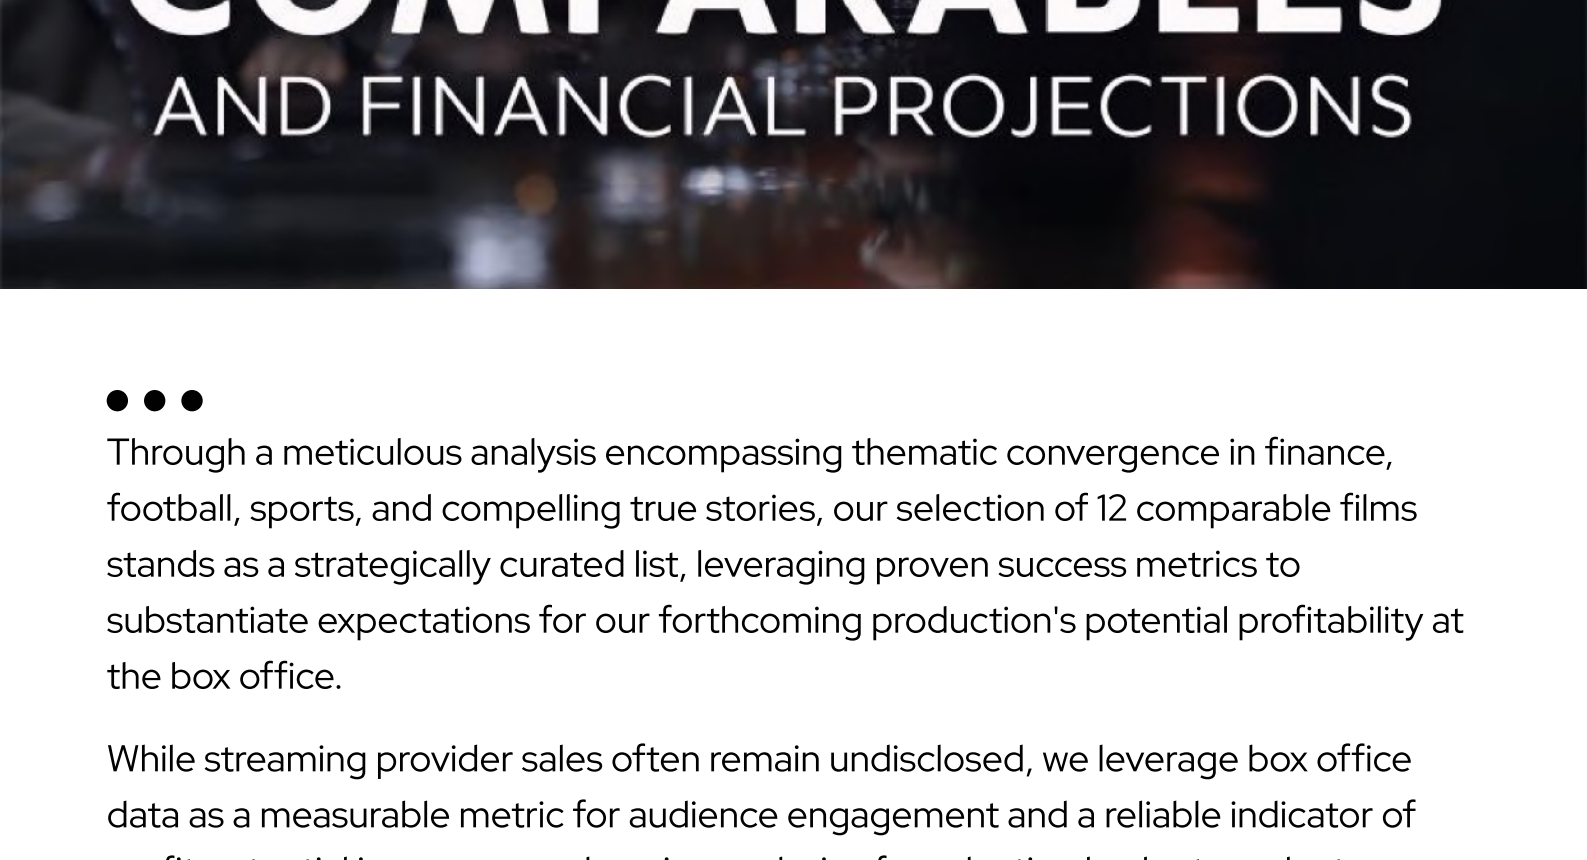 COMPARABLES
AND FINANCIAL PROJECTIONS
Through a meticulous analysis encompassing thematic convergence in finance,
football, sports, and compelling true stories, our selection of 12 comparable films
stands as a strategically curated list, leveraging proven success metrics to
substantiate expectations for our forthcoming production's potential profitability at
the box office.
While streaming provider sales often remain undisclosed, we leverage box office
data as a measurable metric for audience engagement and a reliable indicator of